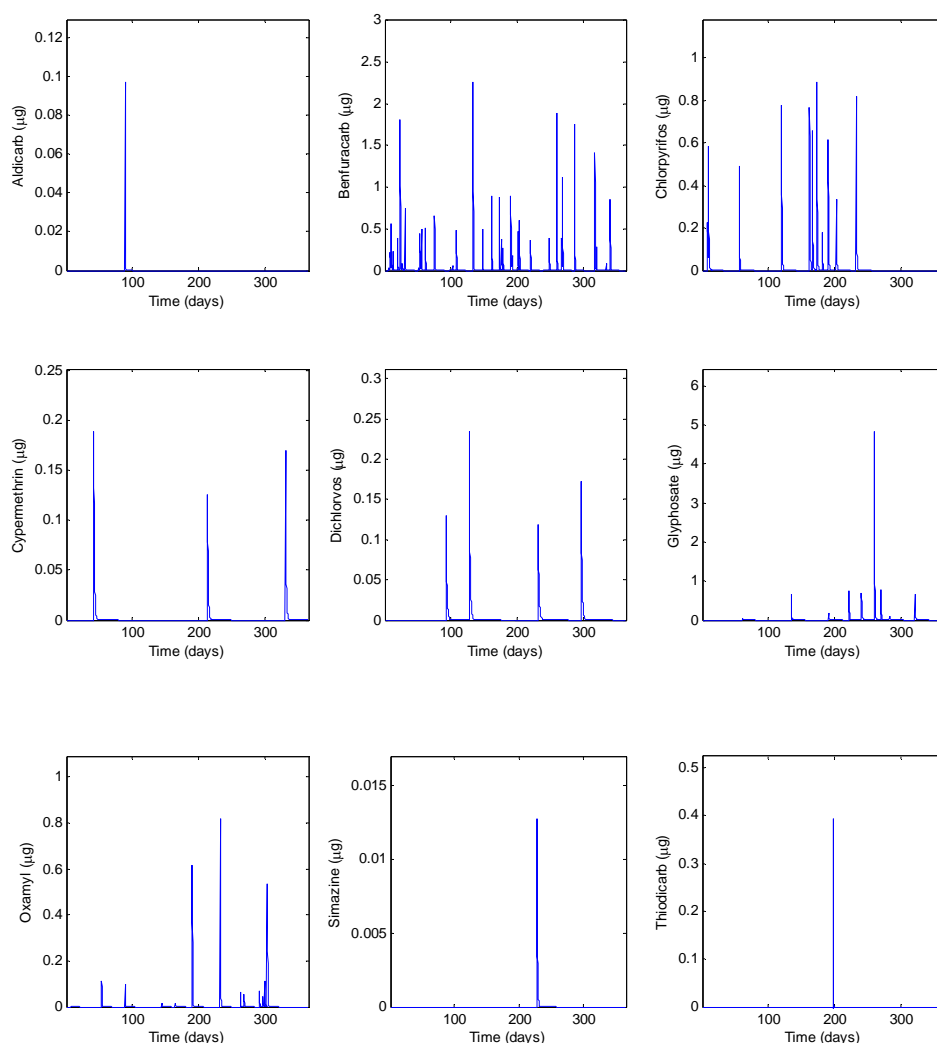 0.12
0.1
0.08
0.06
0.04
0.02
0
Aldicarb (μg)
100 200 300
Time (days)
3
2.5
2
1.5
1
0.5
0
Benfuracarb (μg)
100 200 300
Time (days)
1
0.8
0.6
0.4
0.2
0
Chlorpyrifos (μg)
100 200 300
Time (days)
0.25
0.2
0.15
0.1
0.05
0
Cypermethrin (μg)
100 200 300
Time (days)
0.3
0.25
0.2
0.15
0.1
0.05
0
Dichlorvos (μg)
100 200 300
Time (days)
6
5
4
3
2
1
0
Glyphosate (μg)
100 200 300
Time (days)
1
0.8
0.6
0.4
0.2
0
Oxamyl (μg)
100 200 300
Time (days)
0.015
0.01
0.005
0
Simazine (μg)
100 200 300
Time (days)
0.5
0.4
0.3
0.2
0.1
0
Thiodicarb (μg)
100 200 300
Time (days)